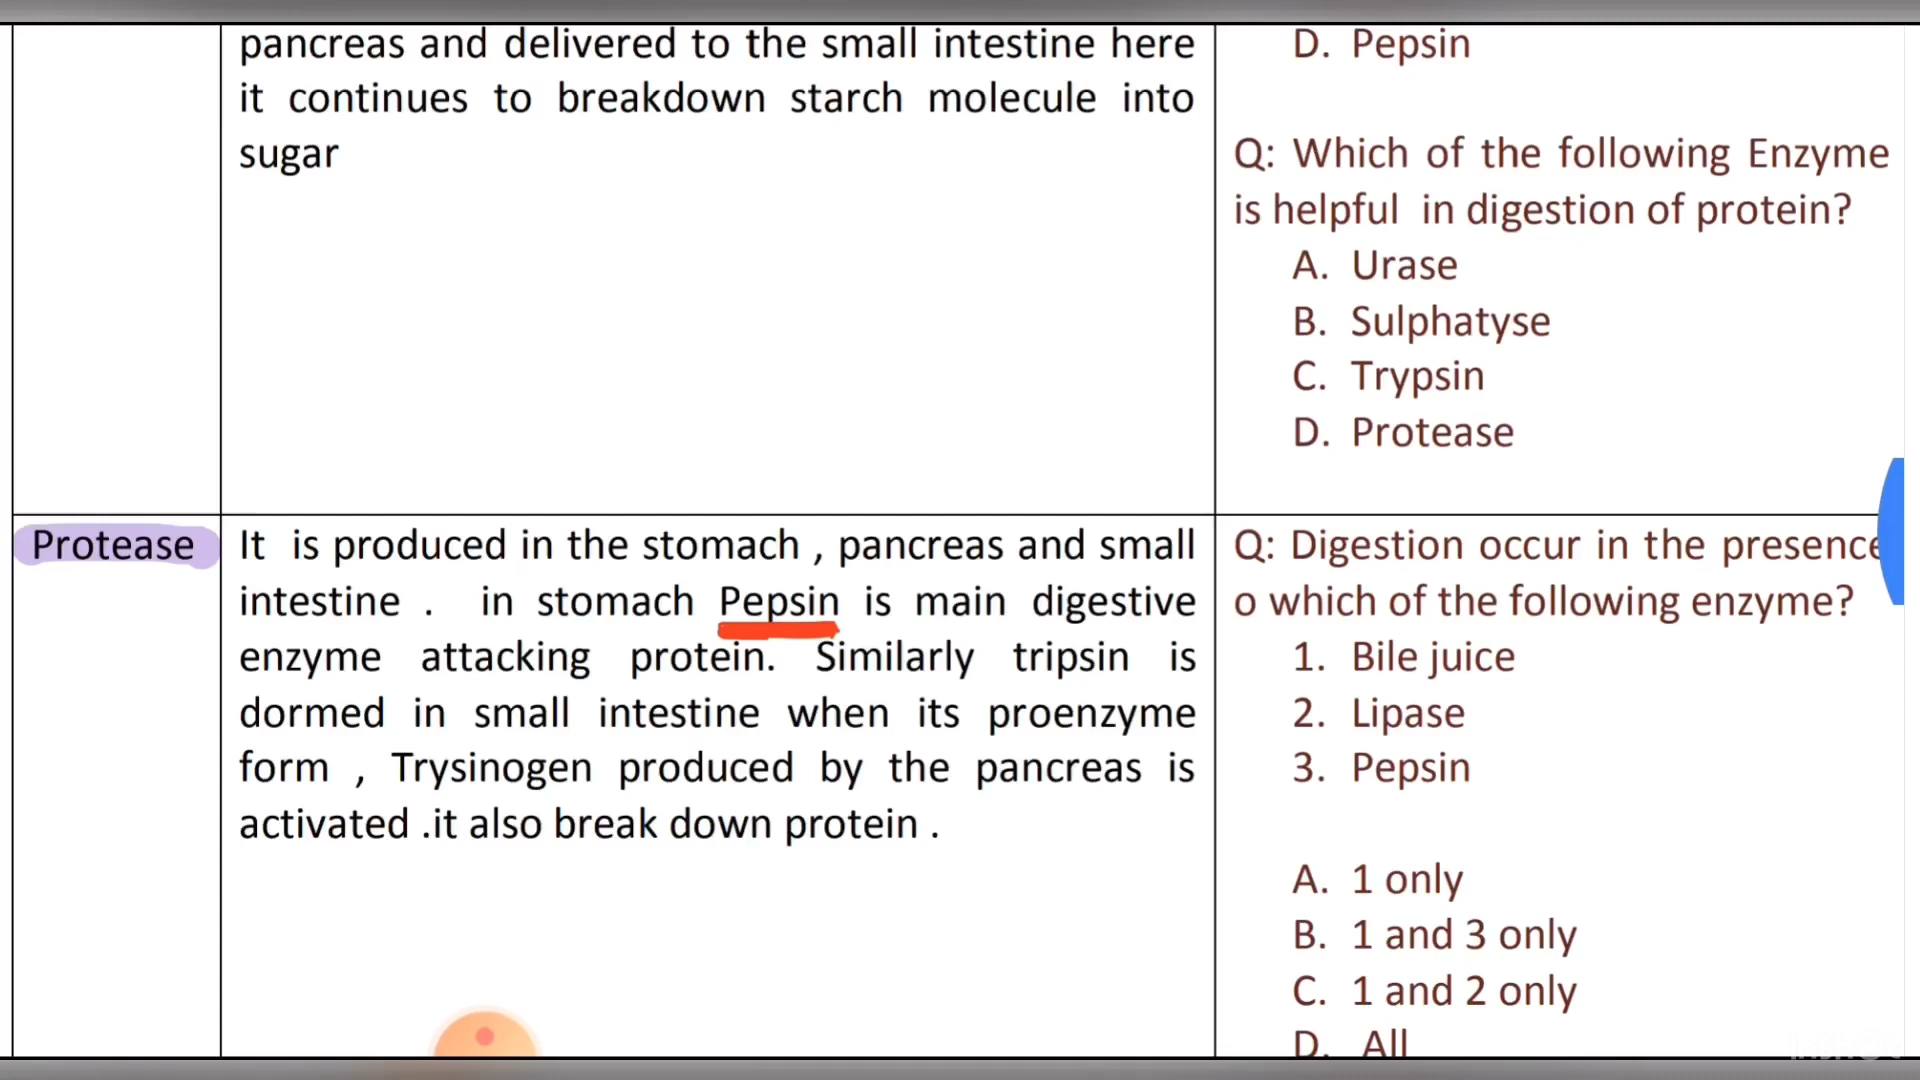 pancreas and delivered to the small intestine here
it continues to breakdown starch molecule into
sugar
D. Pepsin
Q: Which of the following Enzyme
is helpful in digestion of protein?
A. Urase
B. Sulphatyse
C. Trypsin
D. Protease
Protease
It is produced in the stomach , pancreas and small
intestine . in stomach Pepsin is main digestive
enzyme attacking protein. Similarly tripsin is
dormed in small intestine when its proenzyme
form , Trysinogen produced by the pancreas is
activated .it also break down protein .
Q: Digestion occur in the presence
o which of the following enzyme?
1. Bile juice
2. Lipase
3. Pepsin
A. 1 only
B. 1 and 3 only
C. 1 and 2 only
D. All